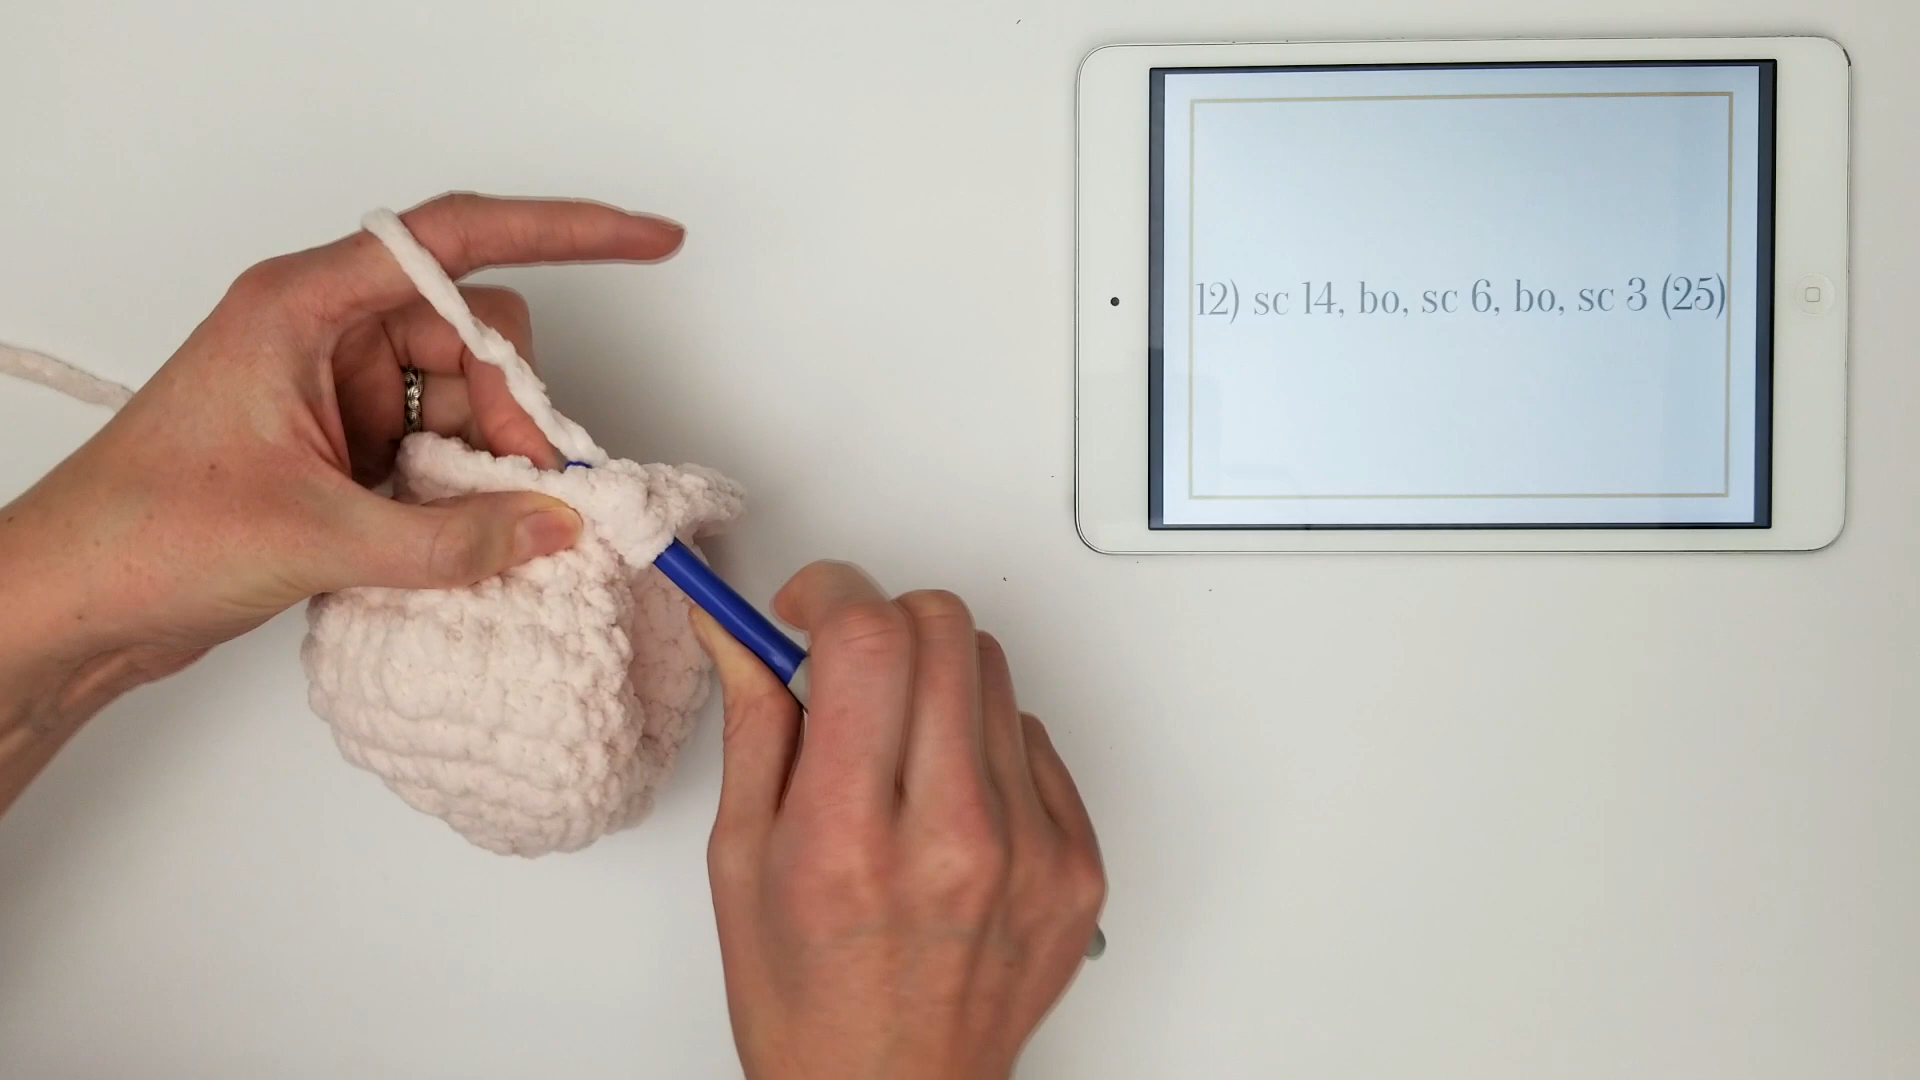 12) sc 14, bo, sc 6, bo, sc 3 (25)